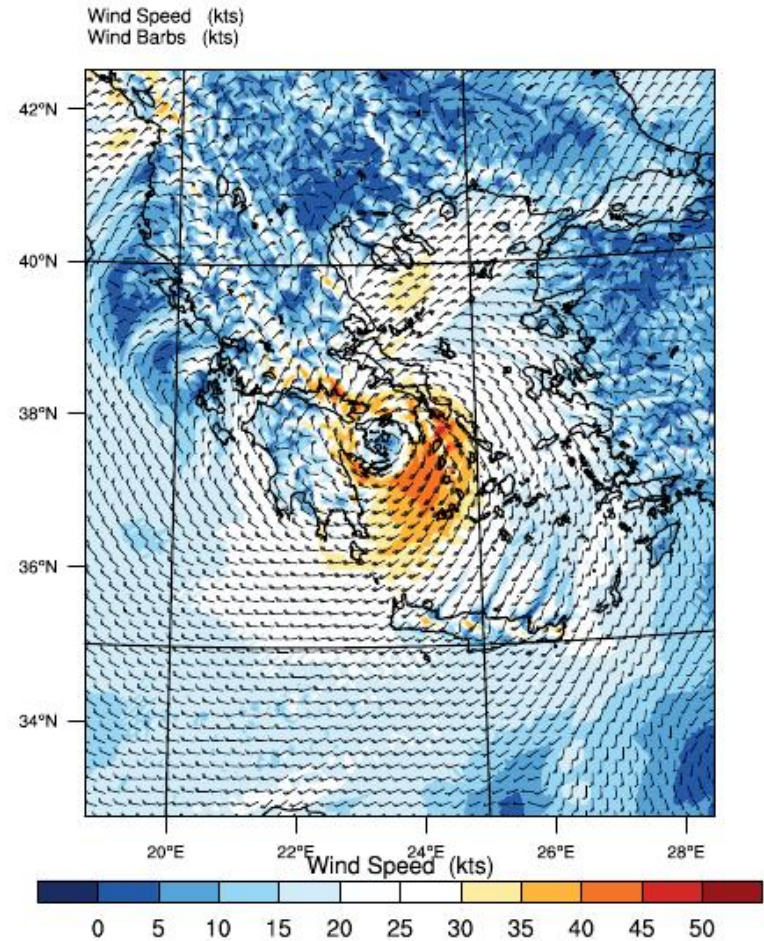 Wind Speed (kts)
Wind Barbs (kts)
42°N
40°N
38°N
36°N
34°N
20°E 22°E 24°E 26°E 28°E
Wind Speed (kts)
0 5 10 15 20 25 30 35 40 45 50